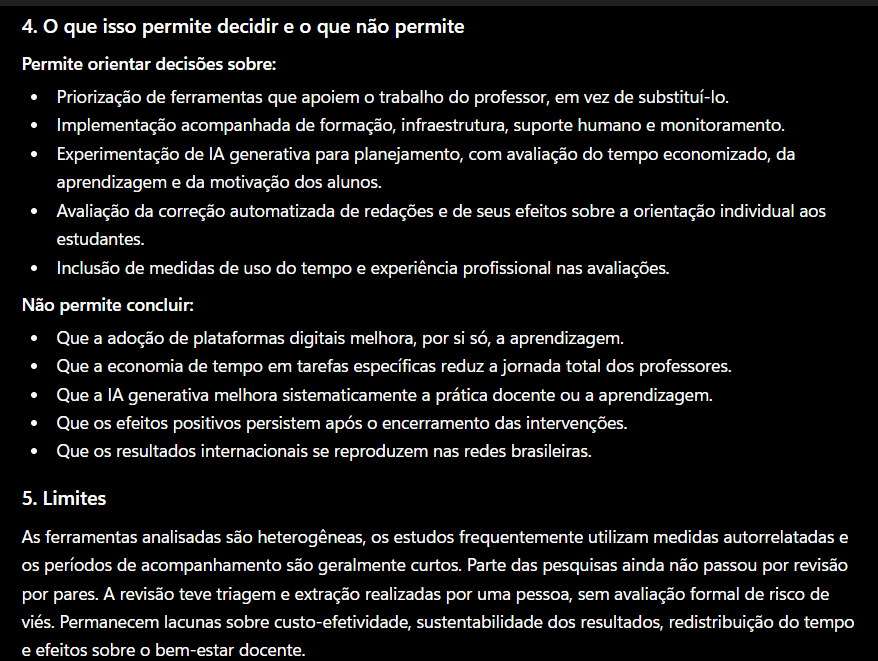 4. O que isso permite decidir e o que não permite
Permite orientar decisões sobre:
• Priorização de ferramentas que apoiem o trabalho do professor, em vez de substituí-lo.
• Implementação acompanhada de formação, infraestrutura, suporte humano e monitoramento.
• Experimentação de IA generativa para planejamento, com avaliação do tempo economizado, da
aprendizagem e da motivação dos alunos.
• Avaliação da correção automatizada de redações e de seus efeitos sobre a orientação individual aos
estudantes.
• Inclusão de medidas de uso do tempo e experiência profissional nas avaliações.
Não permite concluir:
• Que a adoção de plataformas digitais melhora, por si só, a aprendizagem.
• Que a economia de tempo em tarefas específicas reduz a jornada total dos professores.
• Que a IA generativa melhora sistematicamente a prática docente ou a aprendizagem.
• Que os efeitos positivos persistem após o encerramento das intervenções.
• Que os resultados internacionais se reproduzem nas redes brasileiras.
5. Limites
As ferramentas analisadas são heterogêneas, os estudos frequentemente utilizam medidas autorrelatadas e
os períodos de acompanhamento são geralmente curtos. Parte das pesquisas ainda não passou por revisão
por pares. A revisão teve triagem e extração realizadas por uma pessoa, sem avaliação formal de risco de
viés. Permanecem lacunas sobre custo-efetividade, sustentabilidade dos resultados, redistribuição do tempo
e efeitos sobre o bem-estar docente.